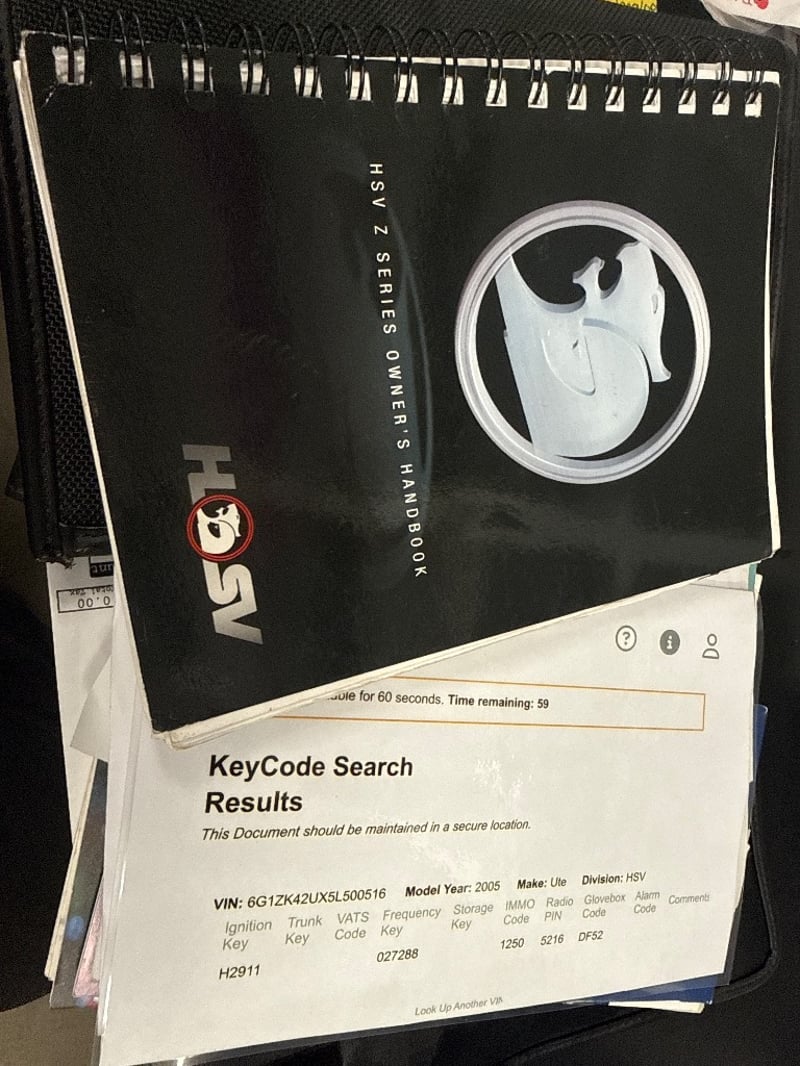 HSV Z SERIES OWNER'S HANDBOOK
HSV
0.00
for 60 seconds. Time remaining: 59
KeyCode Search
Results
This Document should be maintained in a secure location.
VIN: 6G1ZK42UX5L500516 Model Year: 2005 Make: Ute Division: HSV
Ignition Key Trunk Key VATS Code Frequency Key Storage Key IMMO Code Radio PIN Glovebox Code Alarm Code Comments
H2911 027288 1250 5216 DF52
Look Up Another VIN